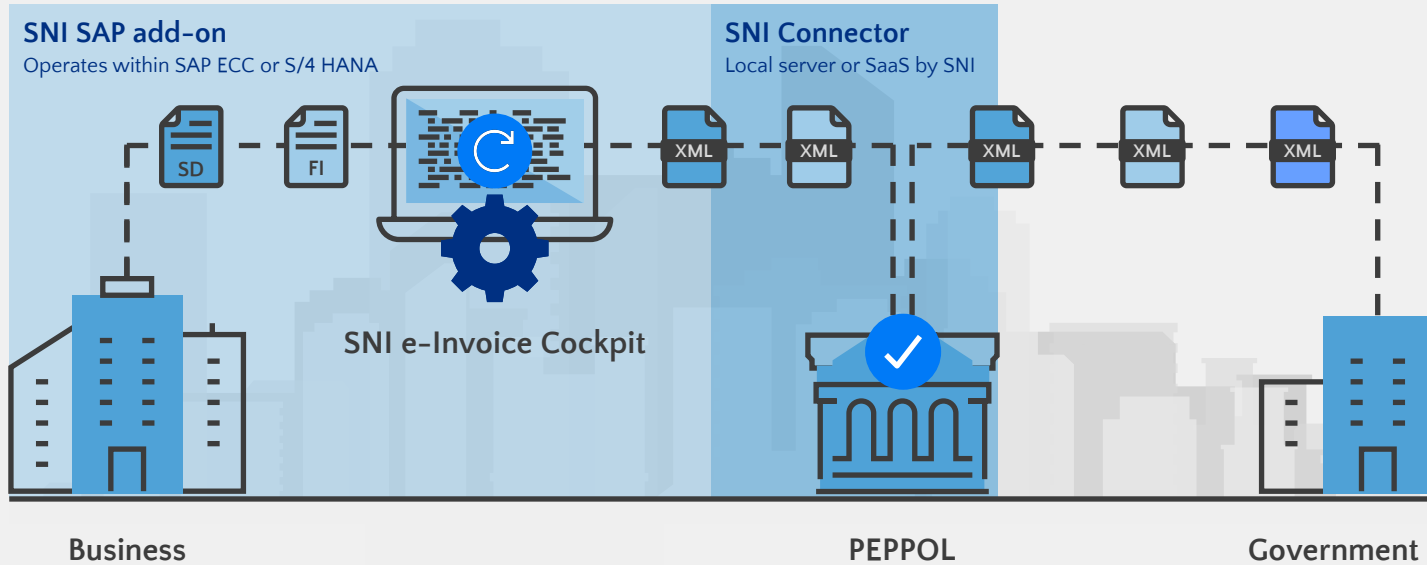 SNI SAP add-on
Operates within SAP ECC or S/4 HANA
SNI Connector
Local server or SaaS by SNI
SD
FI
XML
XML
XML
XML
XML
SNI e-Invoice Cockpit
Business
PEPPOL
Government